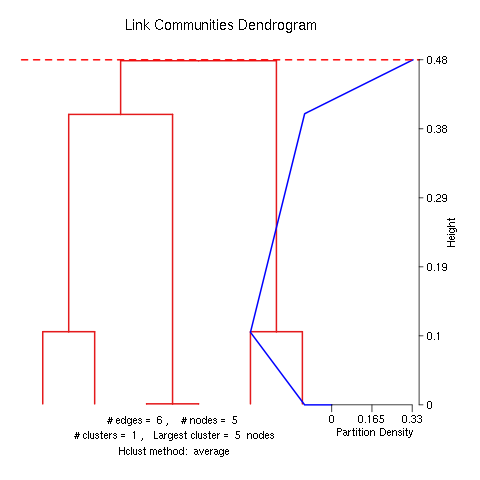 Link Communities Dendrogram
0.48
0.38
0.29
Height
0.19
0.1
0
0 0.165 0.33
Partition Density
# edges = 6 , # nodes = 5
# clusters = 1 , Largest cluster = 5 nodes
Hclust method: average